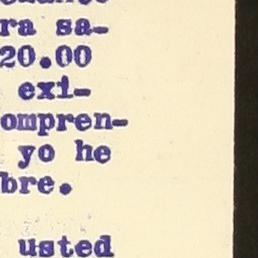 ra sa-
20.00
exi-
ompren-
yo he
bre.
usted